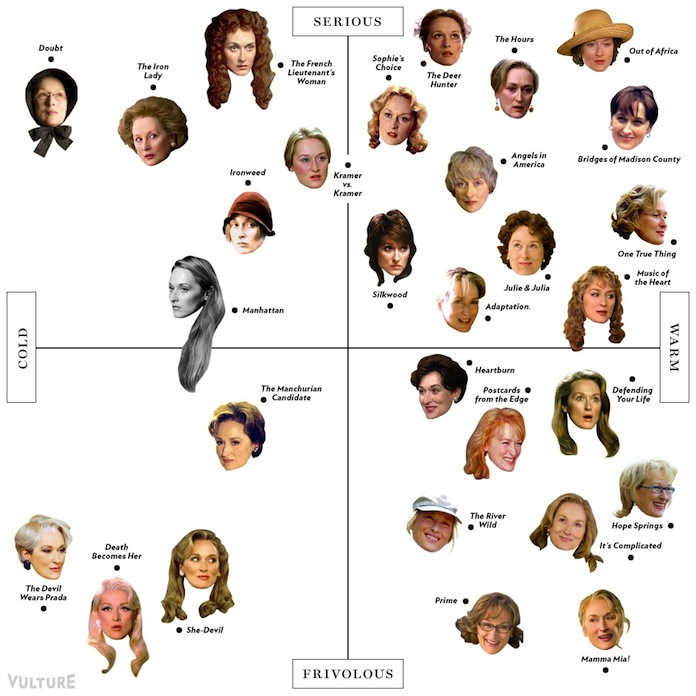 SERIOUS
Doubt
The Iron
Lady
The French
Lieutenant's
Woman
Sophie's
Choice
The Deer
Hunter
The Hours
Out of Africa
Bridges of Madison County
Ironweed
Kramer
vs.
Kramer
Angels in
America
One True Thing
Manhattan
Silkwood
Julie & Julia
Adaptation.
Music of
the Heart
COLD
WARM
The Manchurian
Candidate
Heartburn
Postcards
from the Edge
Defending
Your Life
The River
Wild
Hope Springs
It's Complicated
Death
Becomes Her
The Devil
Wears Prada
She-Devil
Prime
Mamma Mia!
FRIVOLOUS
VULTURE